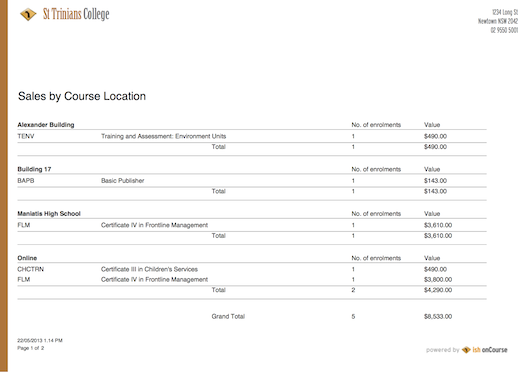 St Trinians College
1234 Long St
Newtown NSW 2042
02 9550 5001
Sales by Course Location
Alexander Building No. of enrolments Value
TENV Training and Assessment: Environment Units 1 $490.00
Total 1 $490.00
Building 17 No. of enrolments Value
BAPB Basic Publisher 1 $143.00
Total 1 $143.00
Maniatis High School No. of enrolments Value
FLM Certificate IV in Frontline Management 1 $3,610.00
Total 1 $3,610.00
Online No. of enrolments Value
CHCTRN Certificate III in Children's Services 1 $490.00
FLM Certificate IV in Frontline Management 1 $3,800.00
Total 2 $4,290.00
Grand Total 5 $8,533.00
22/05/2013 1.14 PM
Page 1 of 2
powered by ish onCourse